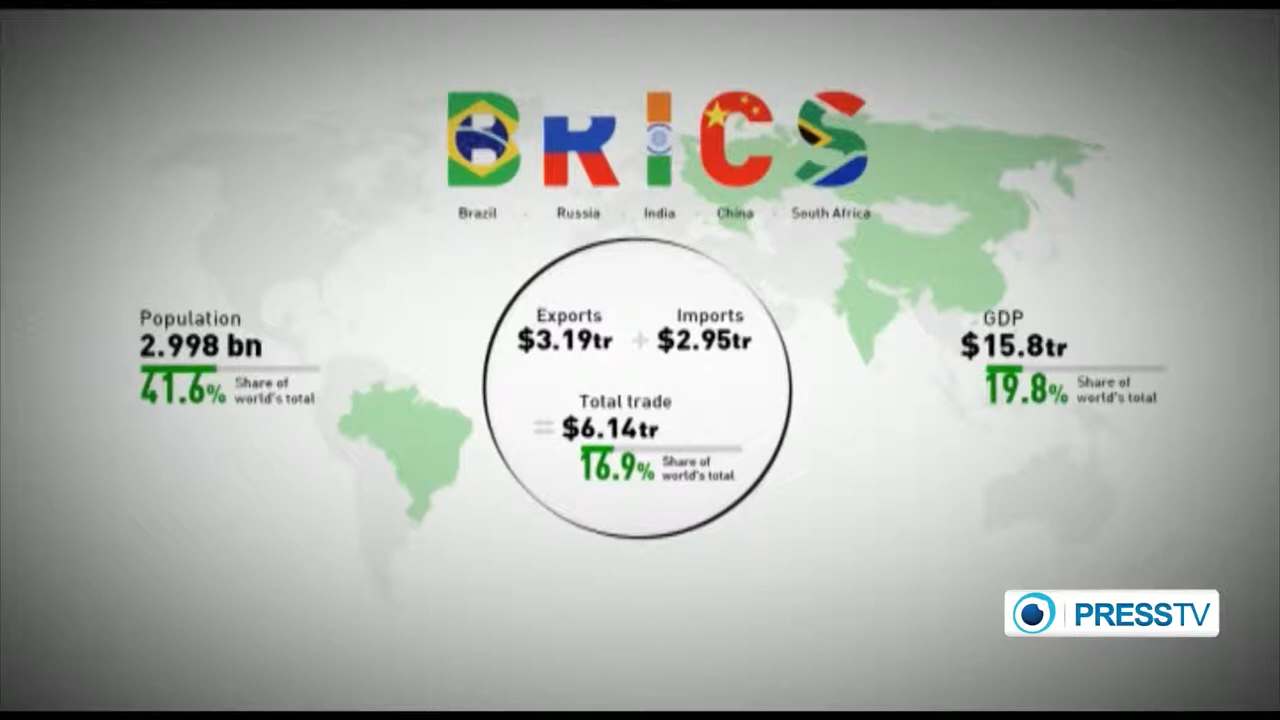 BRICS
Brazil · Russia · India · China · South Africa
Population
2.998 bn
41.6% Share of
world's total
Exports Imports
$3.19tr + $2.95tr
Total trade
= $6.14tr
16.9% Share of
world's total
GDP
$15.8tr
19.8% Share of
world's total
PRESSTV